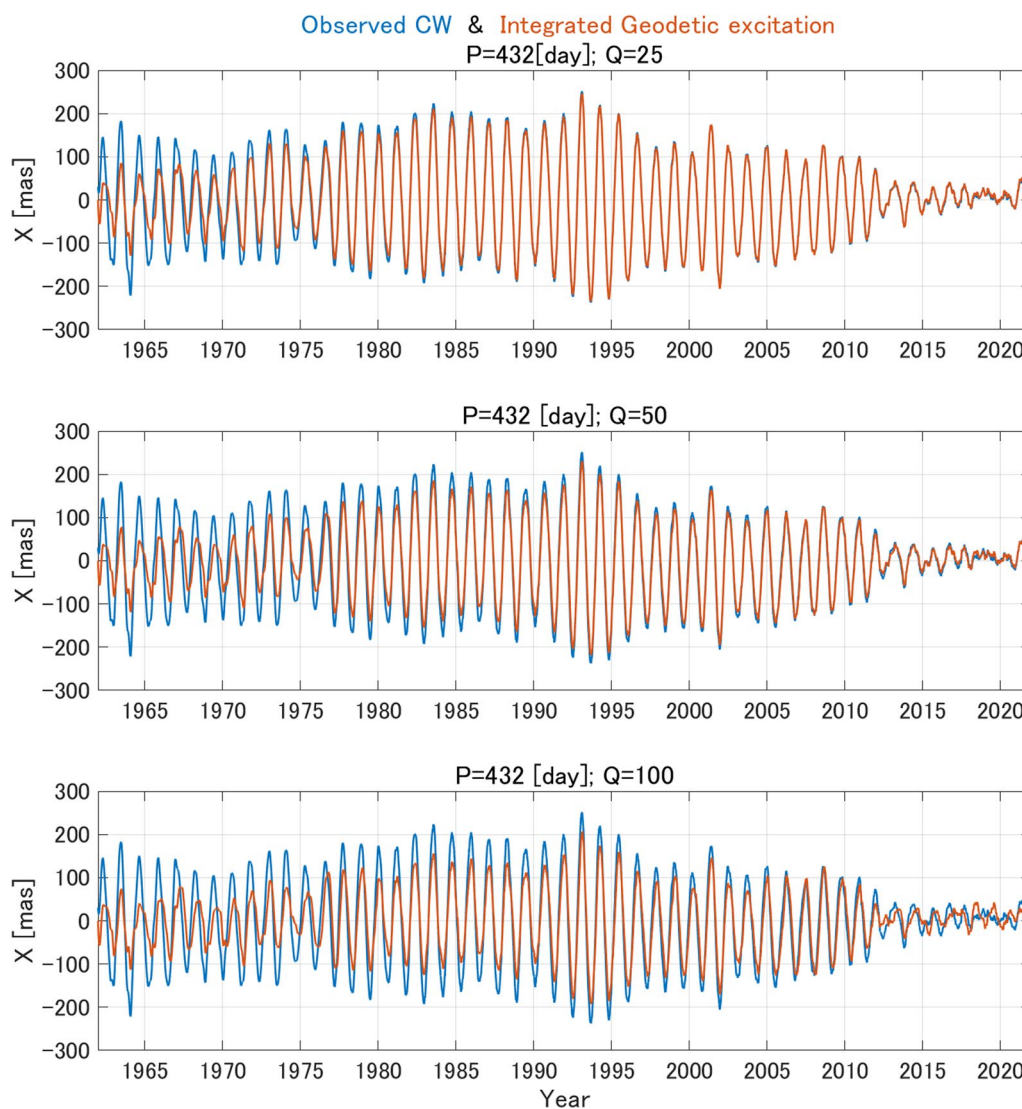 Observed CW & Integrated Geodetic excitation
P=432[day]; Q=25
300
200
100
0
-100
-200
-300
X [mas]
1965 1970 1975 1980 1985 1990 1995 2000 2005 2010 2015 2020
P=432 [day]; Q=50
300
200
100
0
-100
-200
-300
X [mas]
1965 1970 1975 1980 1985 1990 1995 2000 2005 2010 2015 2020
P=432 [day]; Q=100
300
200
100
0
-100
-200
-300
X [mas]
1965 1970 1975 1980 1985 1990 1995 2000 2005 2010 2015 2020
Year